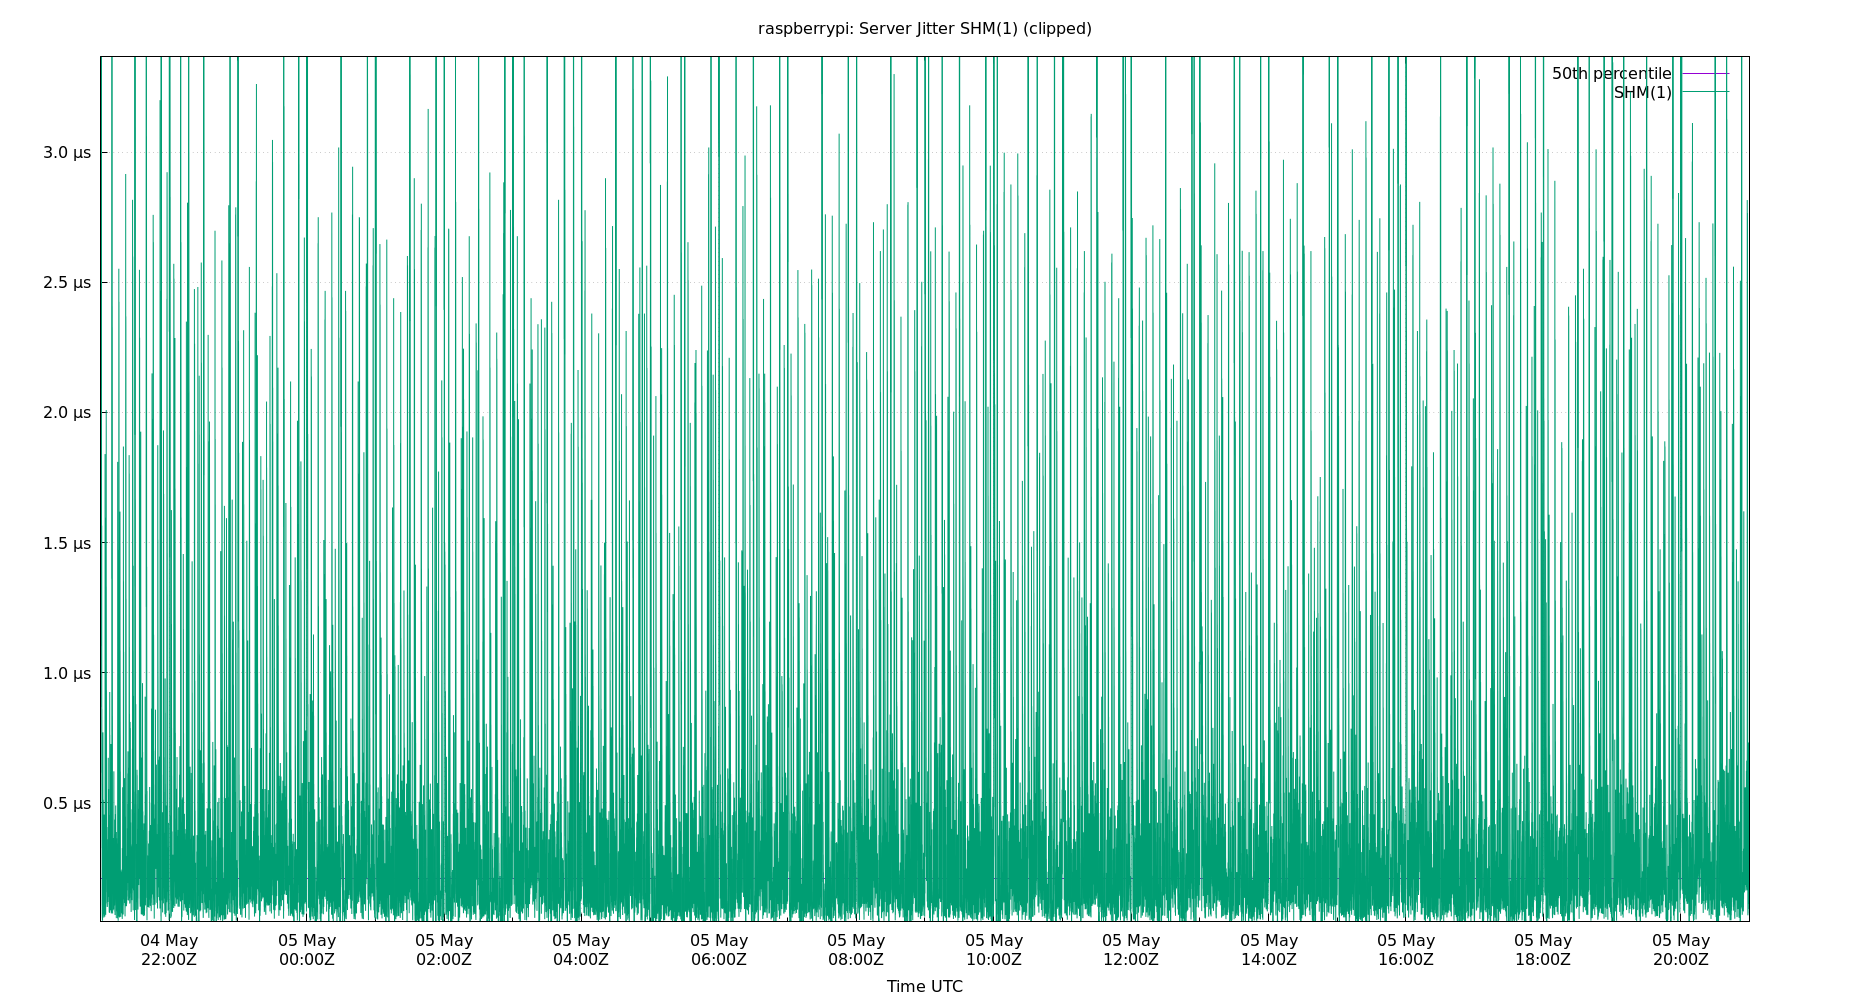 raspberrypi: Server Jitter SHM(1) (clipped)
50th percentile
SHM(1)
3.0 µs
2.5 µs
2.0 µs
1.5 µs
1.0 µs
0.5 µs
04 May 05 May 05 May 05 May 05 May 05 May 05 May 05 May 05 May 05 May 05 May 05 May
22:00Z 00:00Z 02:00Z 04:00Z 06:00Z 08:00Z 10:00Z 12:00Z 14:00Z 16:00Z 18:00Z 20:00Z
Time UTC